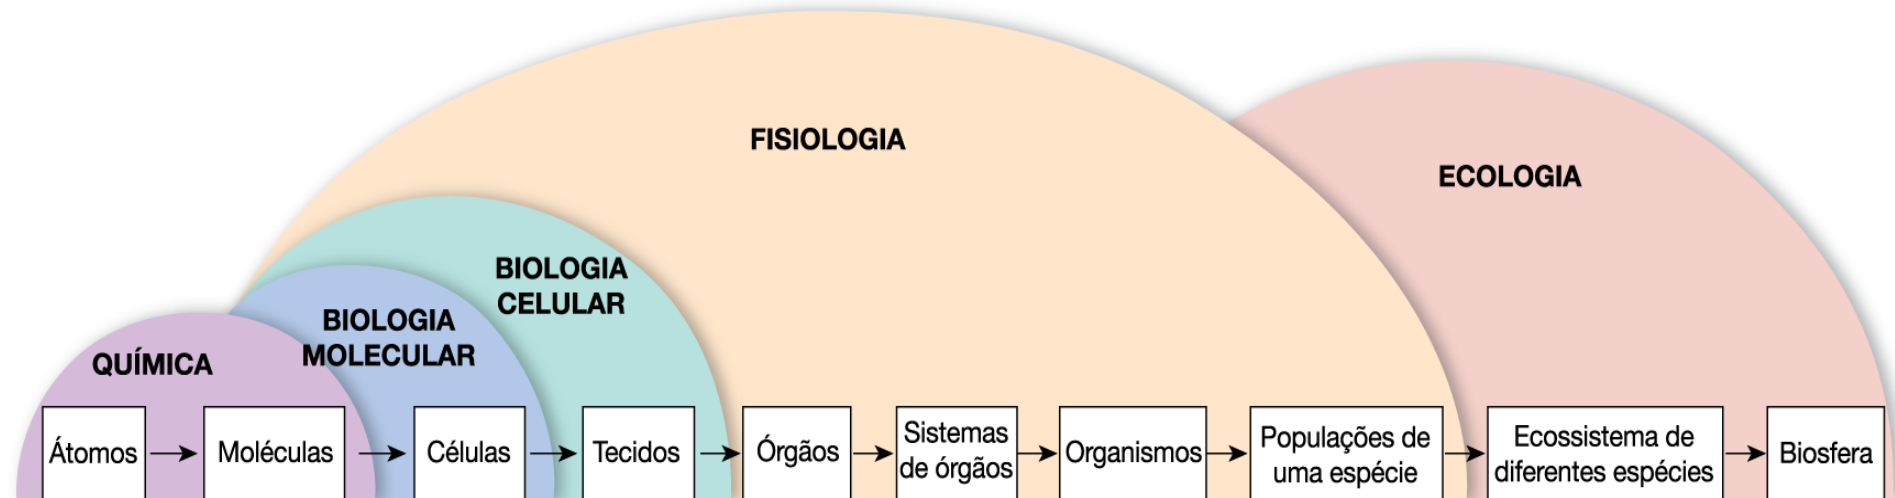 FISIOLOGIA
ECOLOGIA
BIOLOGIA
CELULAR
BIOLOGIA
MOLECULAR
QUÍMICA
Átomos
Moléculas
Células
Tecidos
Órgãos
Sistemas
de órgãos
Organismos
Populações de
uma espécie
Ecossistema de
diferentes espécies
Biosfera